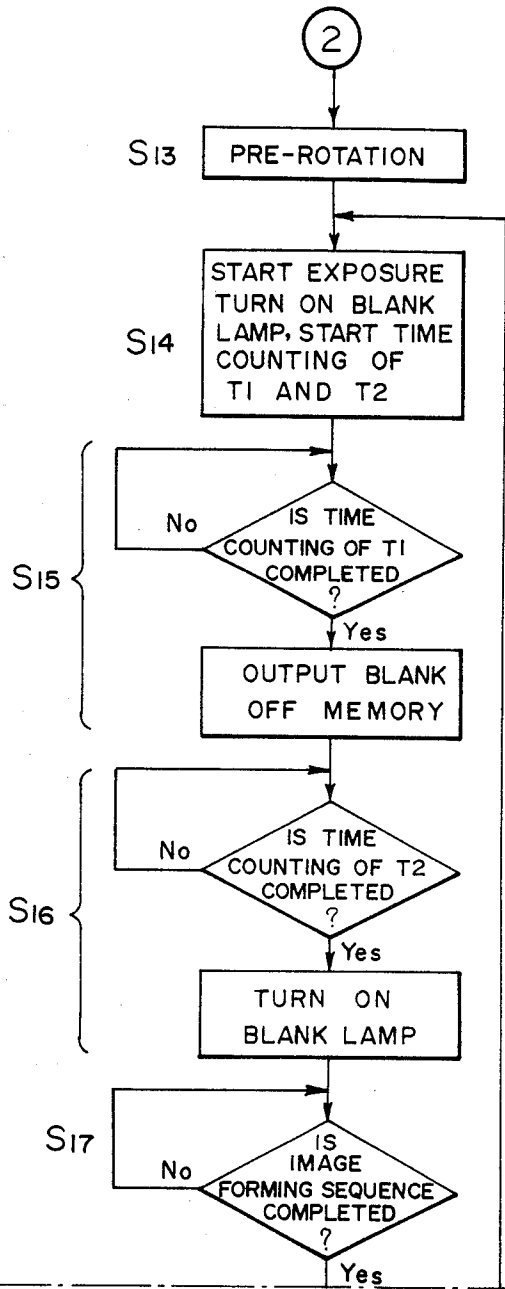 2
S13
PRE-ROTATION
S14
START EXPOSURE
TURN ON BLANK
LAMP, START TIME
COUNTING OF
T1 AND T2
S15
No
IS TIME
COUNTING OF T1
COMPLETED
?
Yes
OUTPUT BLANK
OFF MEMORY
S16
No
IS TIME
COUNTING OF T2
COMPLETED
?
Yes
TURN ON
BLANK LAMP
S17
No
IS
IMAGE
FORMING SEQUENCE
COMPLETED
?
Yes